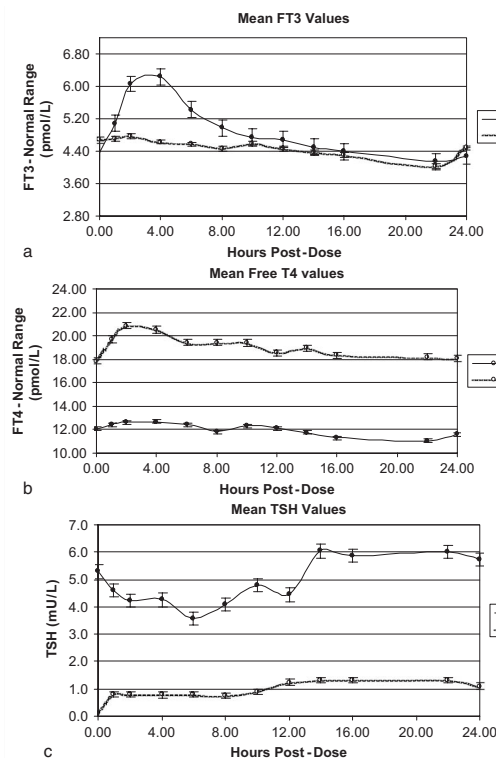 Mean FT3 Values
FT3-Normal Range
(pmol/L)
6.80
6.00
5.20
4.40
3.60
2.80
0.00 4.00 8.00 12.00 16.00 20.00 24.00
Hours Post-Dose
a
Mean Free T4 values
FT4-Normal Range
(pmol/L)
24.00
22.00
20.00
18.00
16.00
14.00
12.00
10.00
0.00 4.00 8.00 12.00 16.00 20.00 24.00
Hours Post-Dose
b
Mean TSH Values
TSH (mU/L)
7.0
6.0
5.0
4.0
3.0
2.0
1.0
0.0
0.00 4.00 8.00 12.00 16.00 20.00 24.00
Hours Post-Dose
c